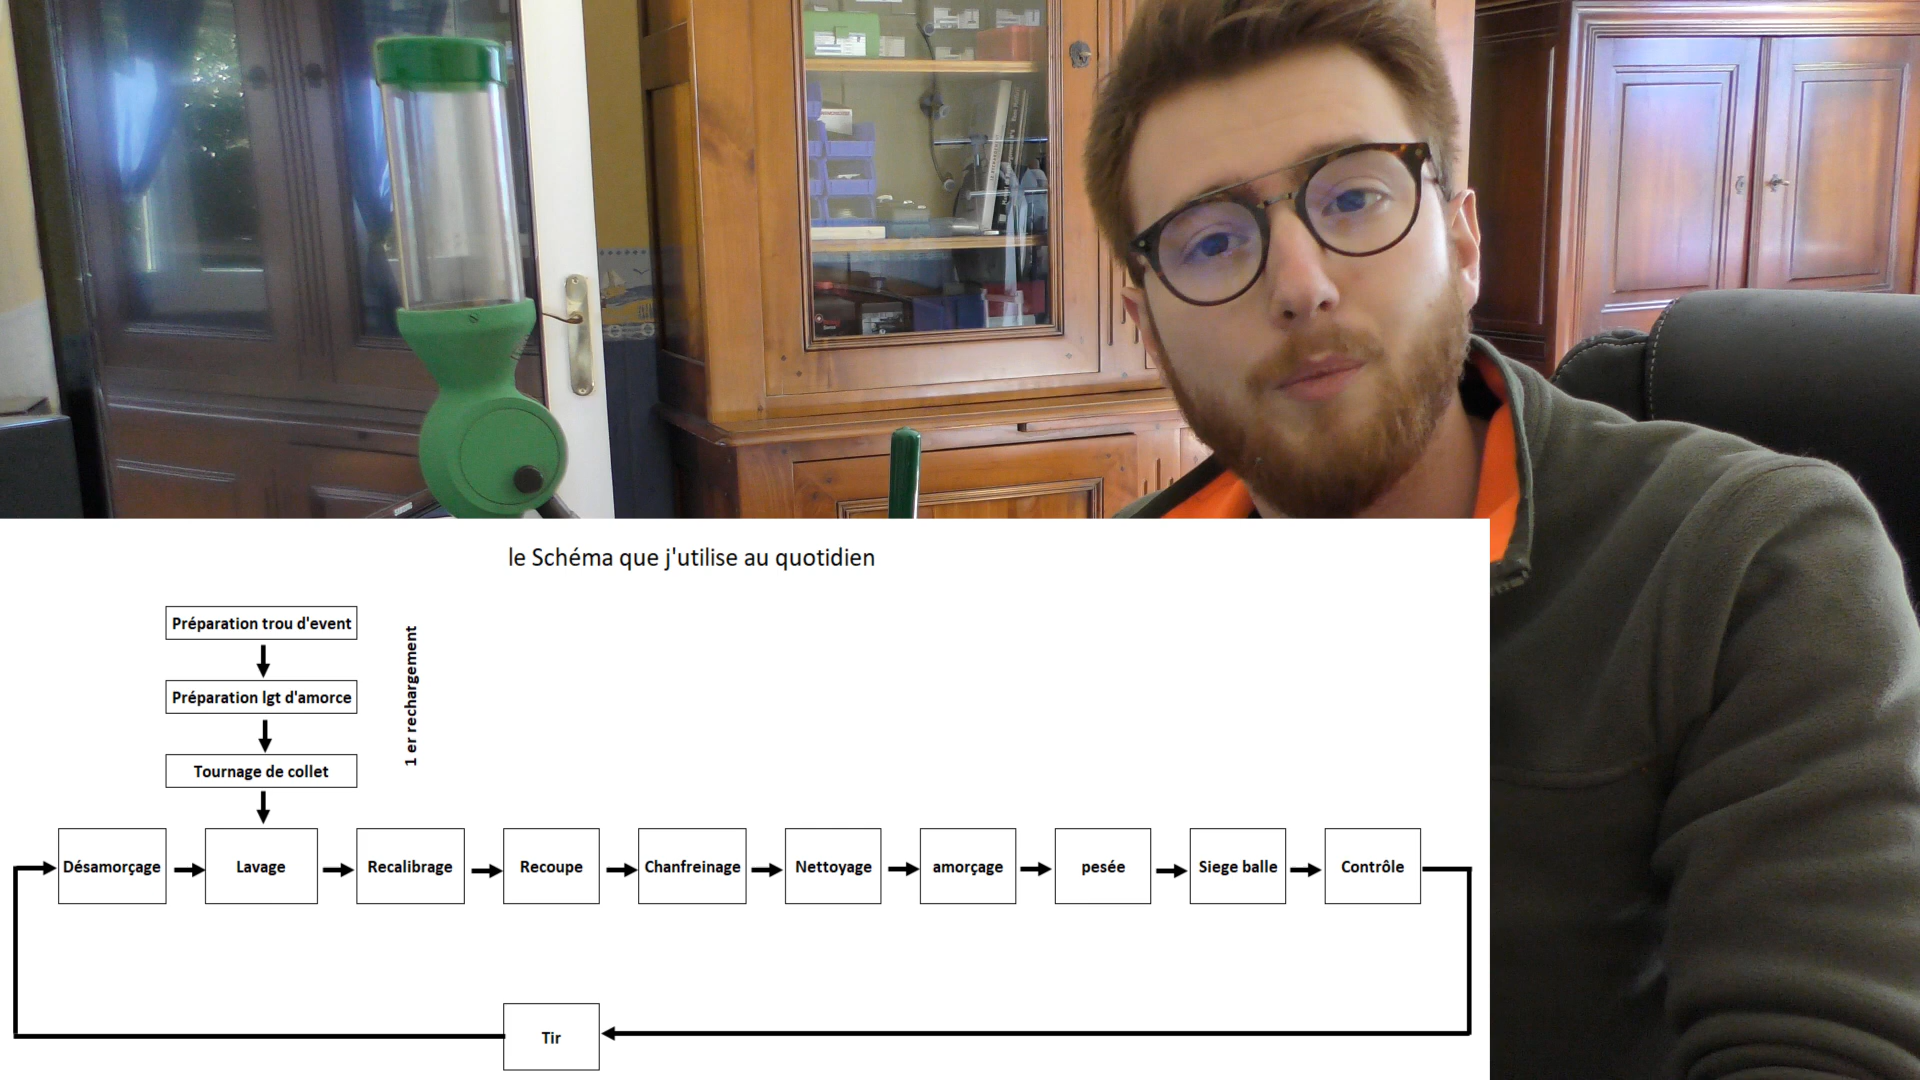 le Schéma que j'utilise au quotidien
Préparation trou d'event
Préparation lgt d'amorce
Tournage de collet
1 er rechargement
Désamorçage
Lavage
Recalibrage
Recoupe
Chanfreinage
Nettoyage
amorçage
pesée
Siege balle
Contrôle
Tir